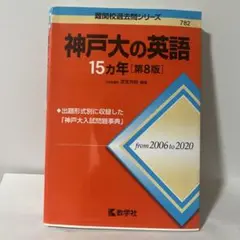 難関校過去問シリーズ
782
神戸大の英語
15カ年[第8版]
編著
●出題形式別に収録した
「神戸大入試問題事典」
from 2006 to 2020
教学社